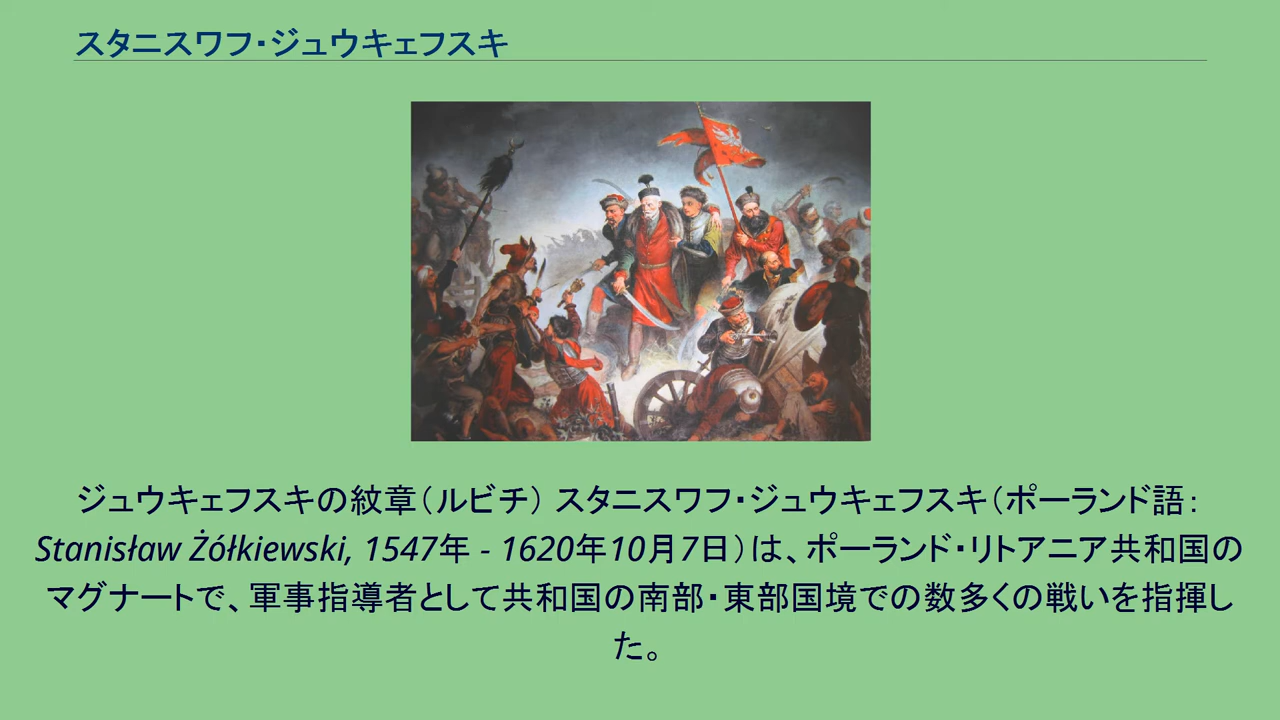 スタニスワフ・ジュウキェフスキ
ジュウキェフスキの紋章（ルビチ） スタニスワフ・ジュウキェフスキ（ポーランド語：
Stanisław Żółkiewski, 1547年 - 1620年10月7日）は、ポーランド・リトアニア共和国の
マグナートで、軍事指導者として共和国の南部・東部国境での数多くの戦いを指揮し
た。